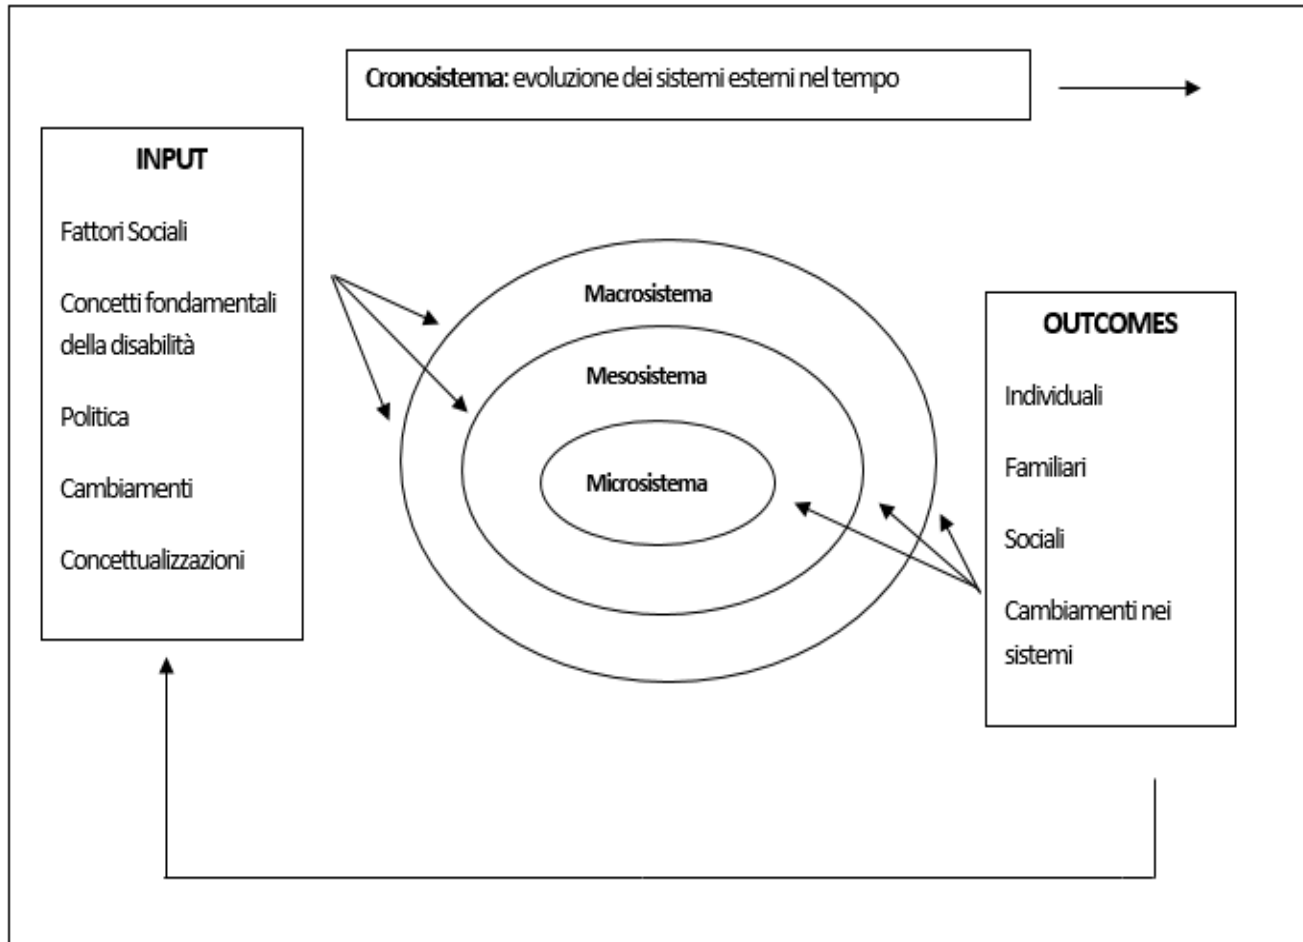 Cronosistema: evoluzione dei sistemi esterni nel tempo
INPUT
Fattori Sociali
Concetti fondamentali
della disabilità
Politica
Cambiamenti
Concettualizzazioni
Macrosistema
Mesosistema
Microsistema
OUTCOMES
Individuali
Familiari
Sociali
Cambiamenti nei
sistemi